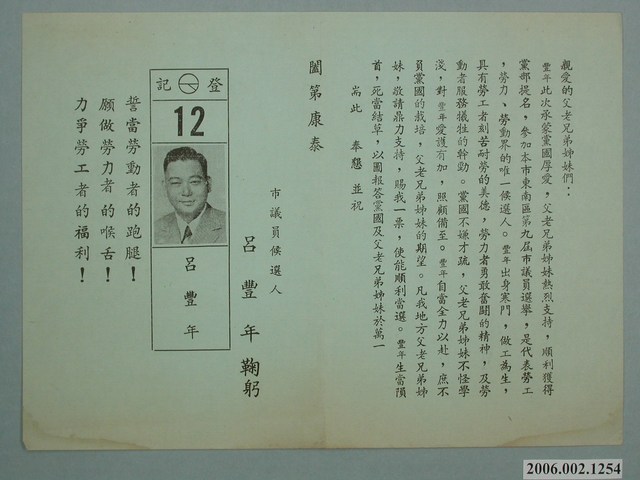 親愛的父老兄弟姊妹們：
豐年此次承蒙黨國厚愛，父老兄弟姊妹熱烈支持，順利獲得
黨部提名，參加本市東南區第九屆市議員選舉，是代表勞工
，勞力、勞動界的唯一候選人。豐年出身寒門，做工為生，
具有勞工者刻苦耐勞的美德，勞力者勇敢奮鬪的精神，及勞
動者服務犧牲的幹勁。黨國不嫌才疏，父老兄弟姊妹不怪學
淺，對豐年愛護有加，照顧備至。豐年自當全力以赴，庶不
員黨國的栽培，父老兄弟姊妹的期望。凡我地方父老兄弟姊
妹，敬請鼎力支持，賜我一票，使能順利當選。豐年生當隕
首，死當結草，以圖報答黨國及父老兄弟姊妹於萬一
耑此　奉懇　並祝
闔第康泰
市議員候選人
呂豐年鞠躬
登記
12
呂豐年
誓當勞動者的跑腿！
願做勞力者的喉舌！
力爭勞工者的福利！
2006.002.1254